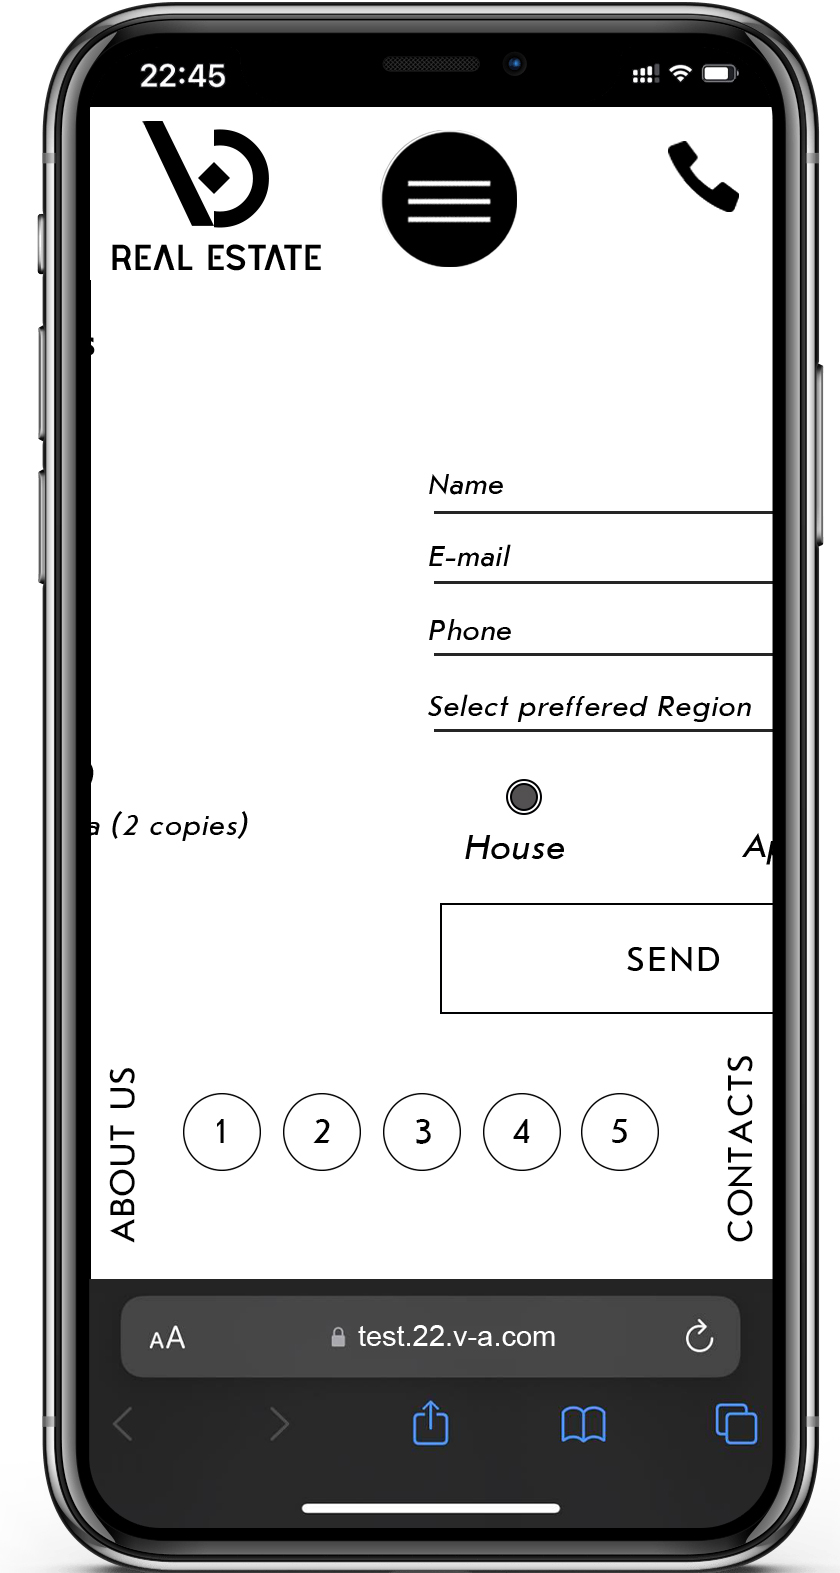 22:45
REAL ESTATE
s
Name
E-mail
Phone
Select preffered Region
a (2 copies)
House
Ap
SEND
ABOUT US
1 2 3 4 5
CONTACTS
AA
test.22.v-a.com